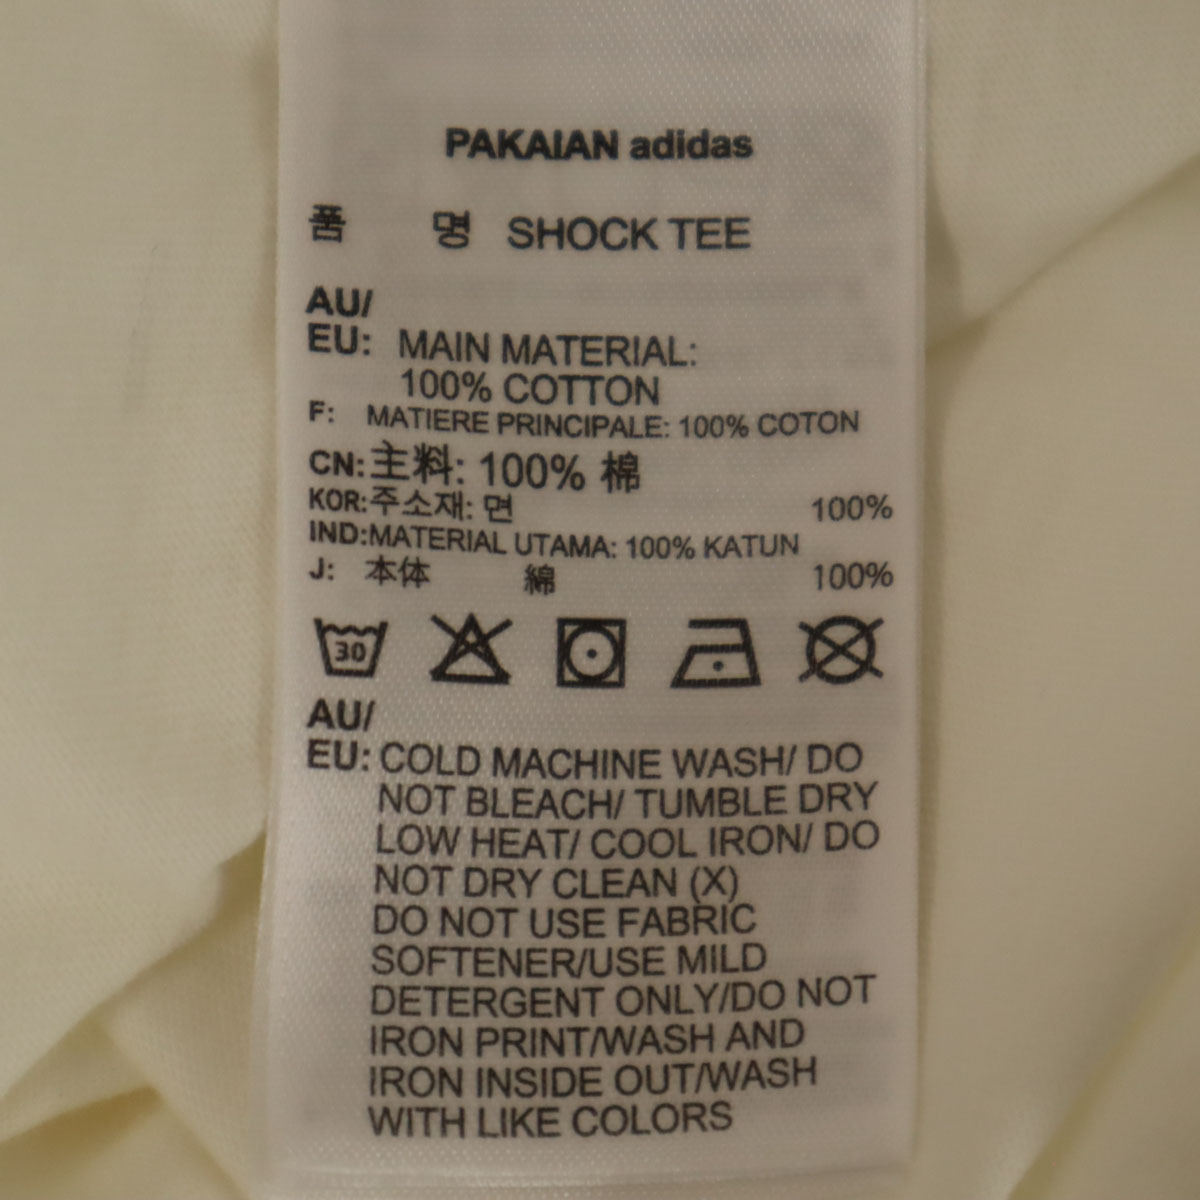 PAKAIAN adidas
품 명 SHOCK TEE
AU/
EU: MAIN MATERIAL:
100% COTTON
F: MATIERE PRINCIPALE: 100% COTON
CN:主料: 100% 棉
KOR:주소재: 면 100%
IND:MATERIAL UTAMA: 100% KATUN
J: 本体 綿 100%
30
AU/
EU: COLD MACHINE WASH/ DO
NOT BLEACH/ TUMBLE DRY
LOW HEAT/ COOL IRON/ DO
NOT DRY CLEAN (X)
DO NOT USE FABRIC
SOFTENER/USE MILD
DETERGENT ONLY/DO NOT
IRON PRINT/WASH AND
IRON INSIDE OUT/WASH
WITH LIKE COLORS